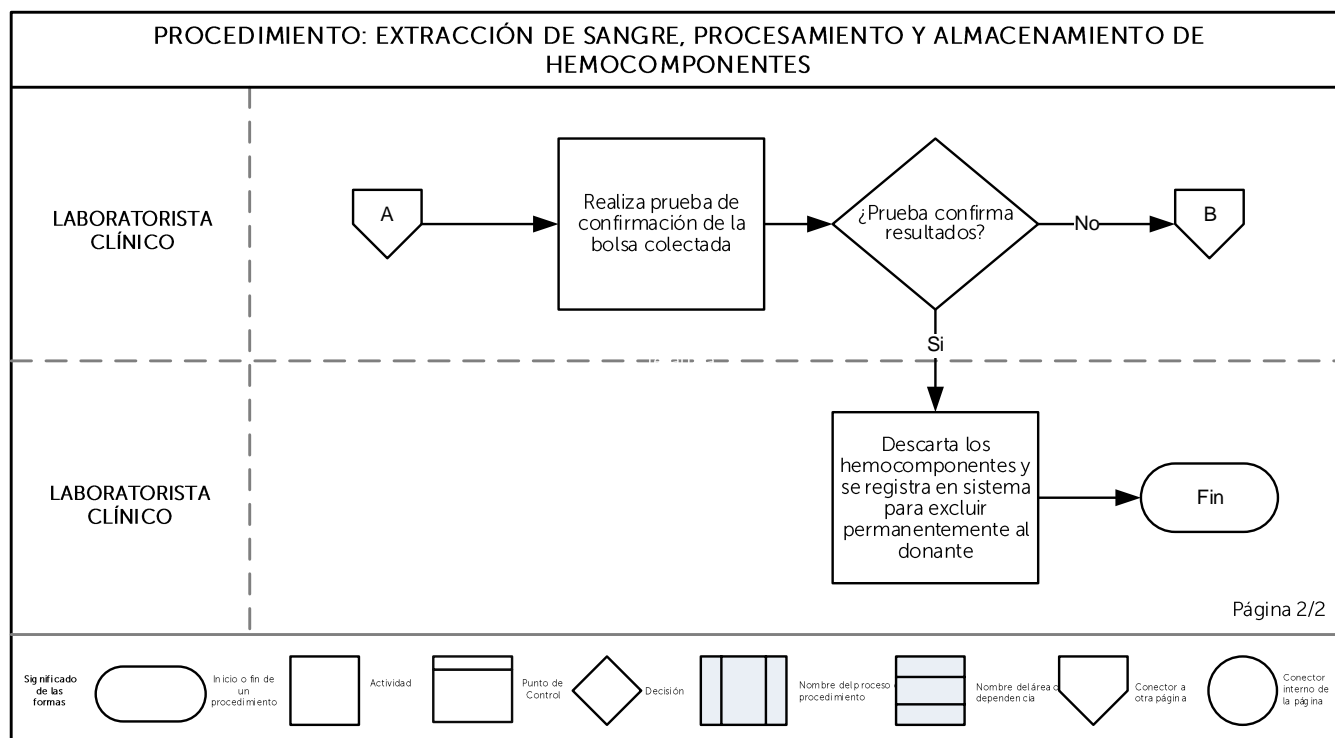 PROCEDIMIENTO: EXTRACCIÓN DE SANGRE, PROCESAMIENTO Y ALMACENAMIENTO DE
HEMOCOMPONENTES
LABORATORISTA
CLÍNICO
A
Realiza prueba de
confirmación de la
bolsa colectada
¿Prueba confirma
resultados?
No
B
Si
LABORATORISTA
CLÍNICO
Descarta los
hemocomponentes y
se registra en sistema
para excluir
permanentemente al
donante
Fin
Página 2/2
Significado
de las
formas
Inicio o fin de
un
procedimiento
Actividad
Punto de
Control
Decisión
Nombre del proceso
procedimiento
Nombre del área
dependencia
Conector a
otra página
Conector
interno de
la página